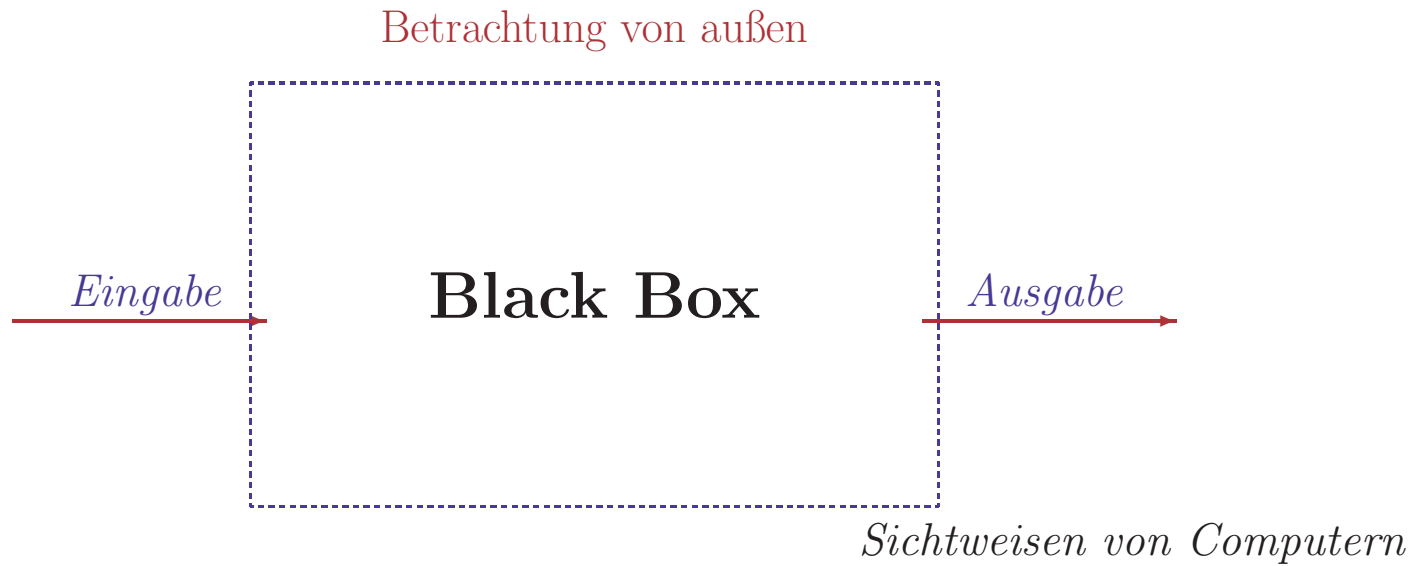 Betrachtung von außen
Eingabe
Black Box
Ausgabe
Sichtweisen von Computern